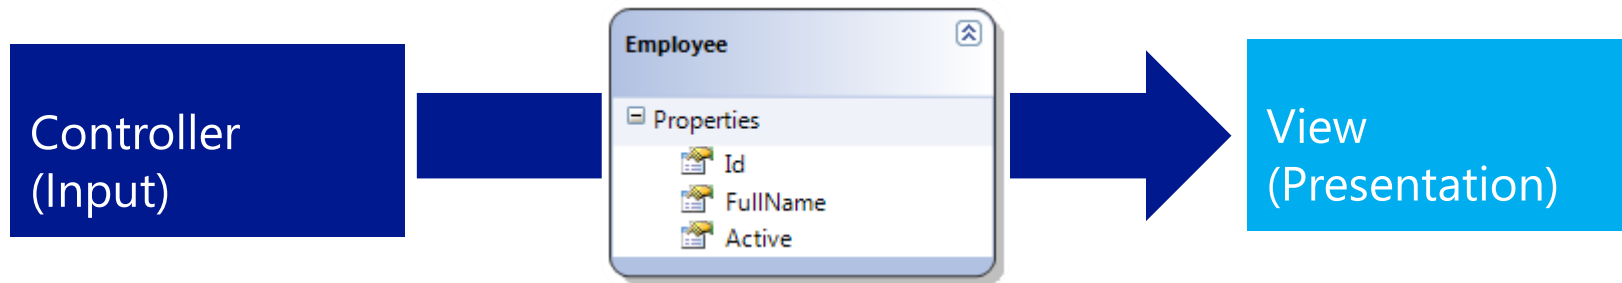 Controller
(Input)
Employee
Properties
Id
FullName
Active
View
(Presentation)